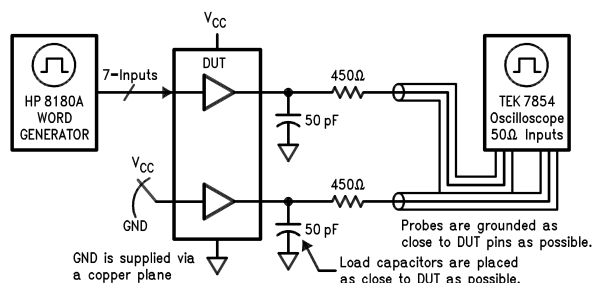 V_CC
DUT
7-Inputs
HP 8180A
WORD
GENERATOR
450Ω
50 pF
TEK 7854
Oscilloscope
50Ω Inputs
V_CC
GND
450Ω
50 pF
Probes are grounded as
close to DUT pins as possible.
GND is supplied via
a copper plane
Load capacitors are placed
as close to DUT as possible.